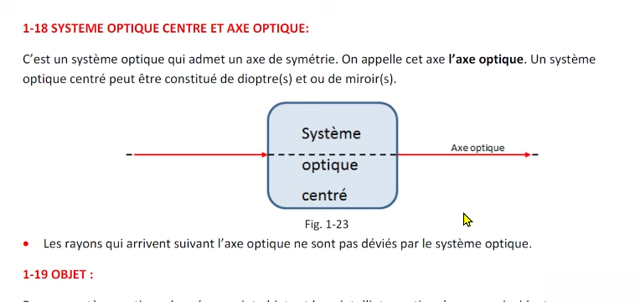 1-18 SYSTEME OPTIQUE CENTRE ET AXE OPTIQUE:
C’est un système optique qui admet un axe de symétrie. On appelle cet axe l’axe optique. Un système
optique centré peut être constitué de dioptre(s) et ou de miroir(s).
Système
Axe optique
optique
centré
Fig. 1-23
• Les rayons qui arrivent suivant l’axe optique ne sont pas déviés par le système optique.
1-19 OBJET :